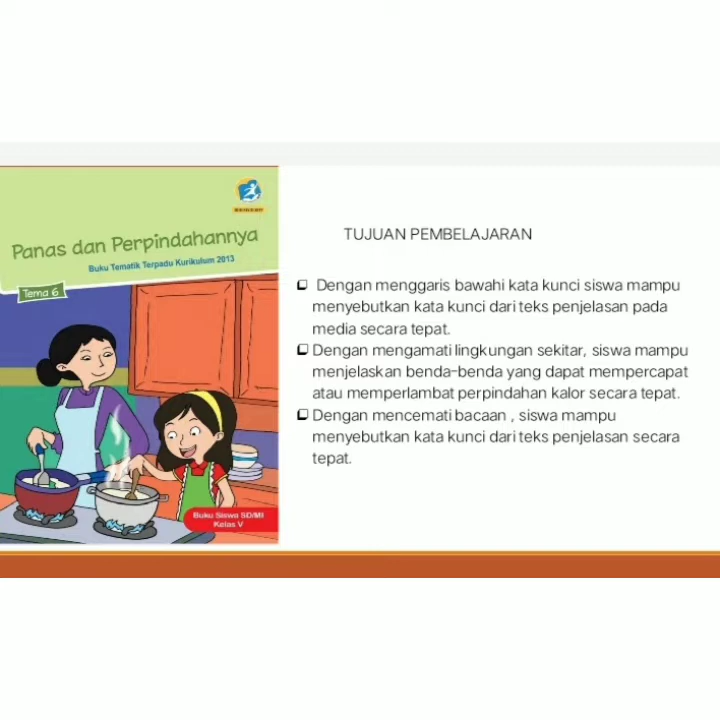 Panas dan Perpindahannya
Buku Tematik Terpadu Kurikulum 2013
Tema 6
Buku Siswa SD/MI
Kelas V
TUJUAN PEMBELAJARAN
Dengan menggaris bawahi kata kunci siswa mampu
menyebutkan kata kunci dari teks penjelasan pada
media secara tepat.
Dengan mengamati lingkungan sekitar, siswa mampu
menjelaskan benda-benda yang dapat mempercapat
atau memperlambat perpindahan kalor secara tepat.
Dengan mencemati bacaan , siswa mampu
menyebutkan kata kunci dari teks penjelasan secara
tepat.